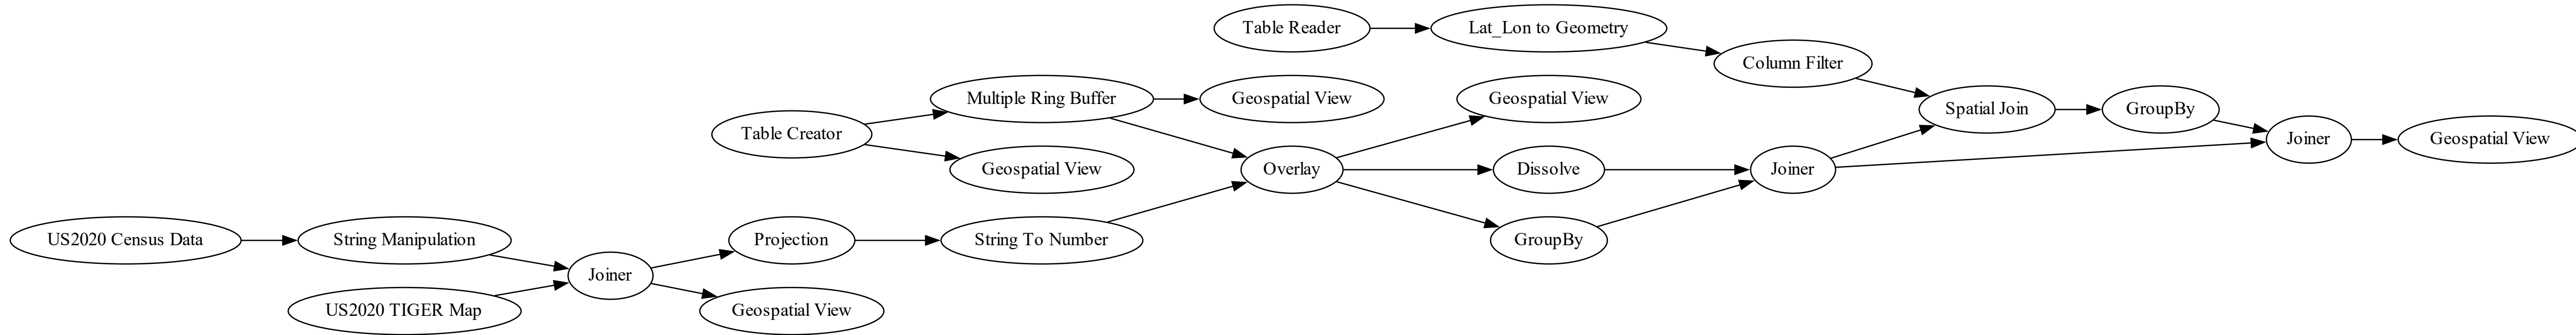 Table Reader
Lat_Lon to Geometry
Column Filter
Multiple Ring Buffer
Geospatial View
Geospatial View
Spatial Join
GroupBy
Table Creator
Joiner
Geospatial View
Geospatial View
Overlay
Dissolve
Joiner
US2020 Census Data
String Manipulation
Projection
String To Number
GroupBy
Joiner
US2020 TIGER Map
Geospatial View